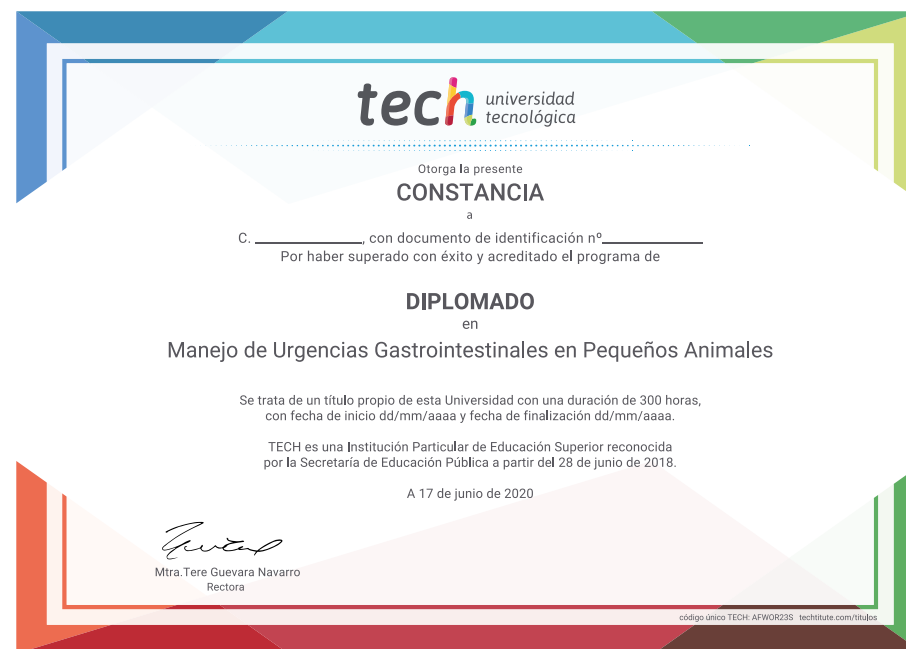 tech universidad
tecnológica
Otorga la presente
CONSTANCIA
a
C. ______________, con documento de identificación nº_____________
Por haber superado con éxito y acreditado el programa de
DIPLOMADO
en
Manejo de Urgencias Gastrointestinales en Pequeños Animales
Se trata de un título propio de esta Universidad con una duración de 300 horas,
con fecha de inicio dd/mm/aaaa y fecha de finalización dd/mm/aaaa.
TECH es una Institución Particular de Educación Superior reconocida
por la Secretaría de Educación Pública a partir del 28 de junio de 2018.
A 17 de junio de 2020
Mtra.Tere Guevara Navarro
Rectora
código único TECH: AFWOR23S techtitute.com/titulos